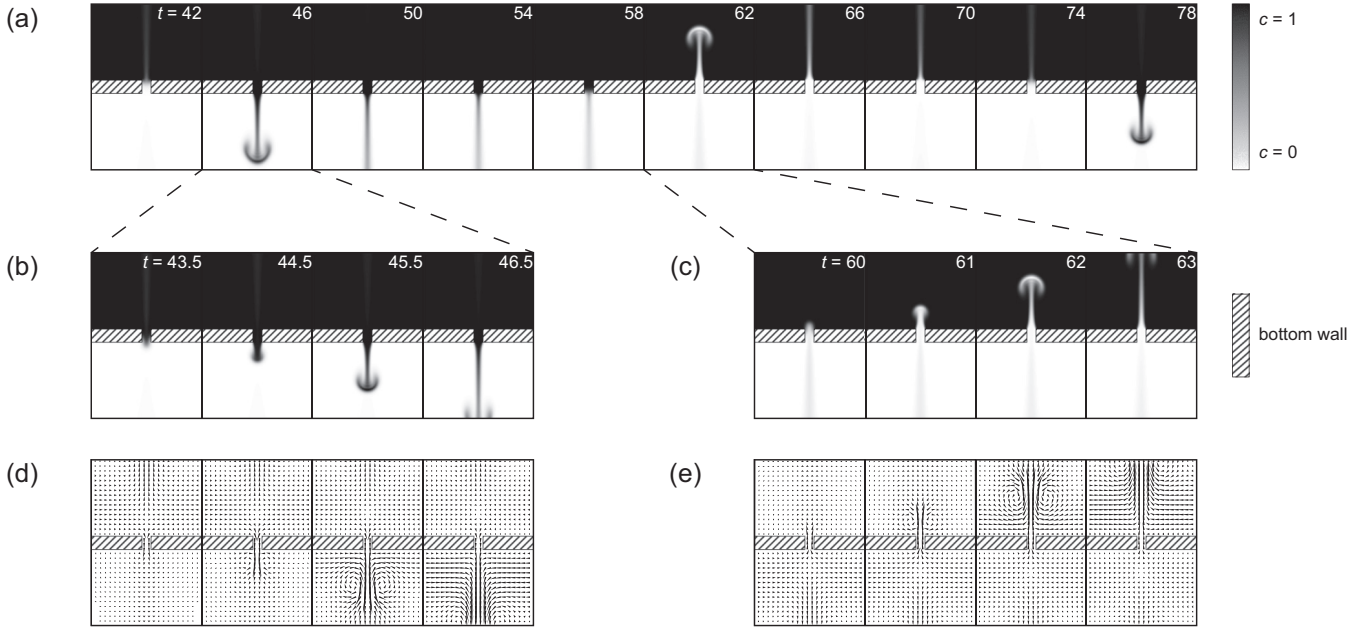 (a)
t = 42 46 50 54 58 62 66 70 74 78
c = 1
c = 0
(b)
t = 43.5 44.5 45.5 46.5
(c)
t = 60 61 62 63
bottom wall
(d)
(e)